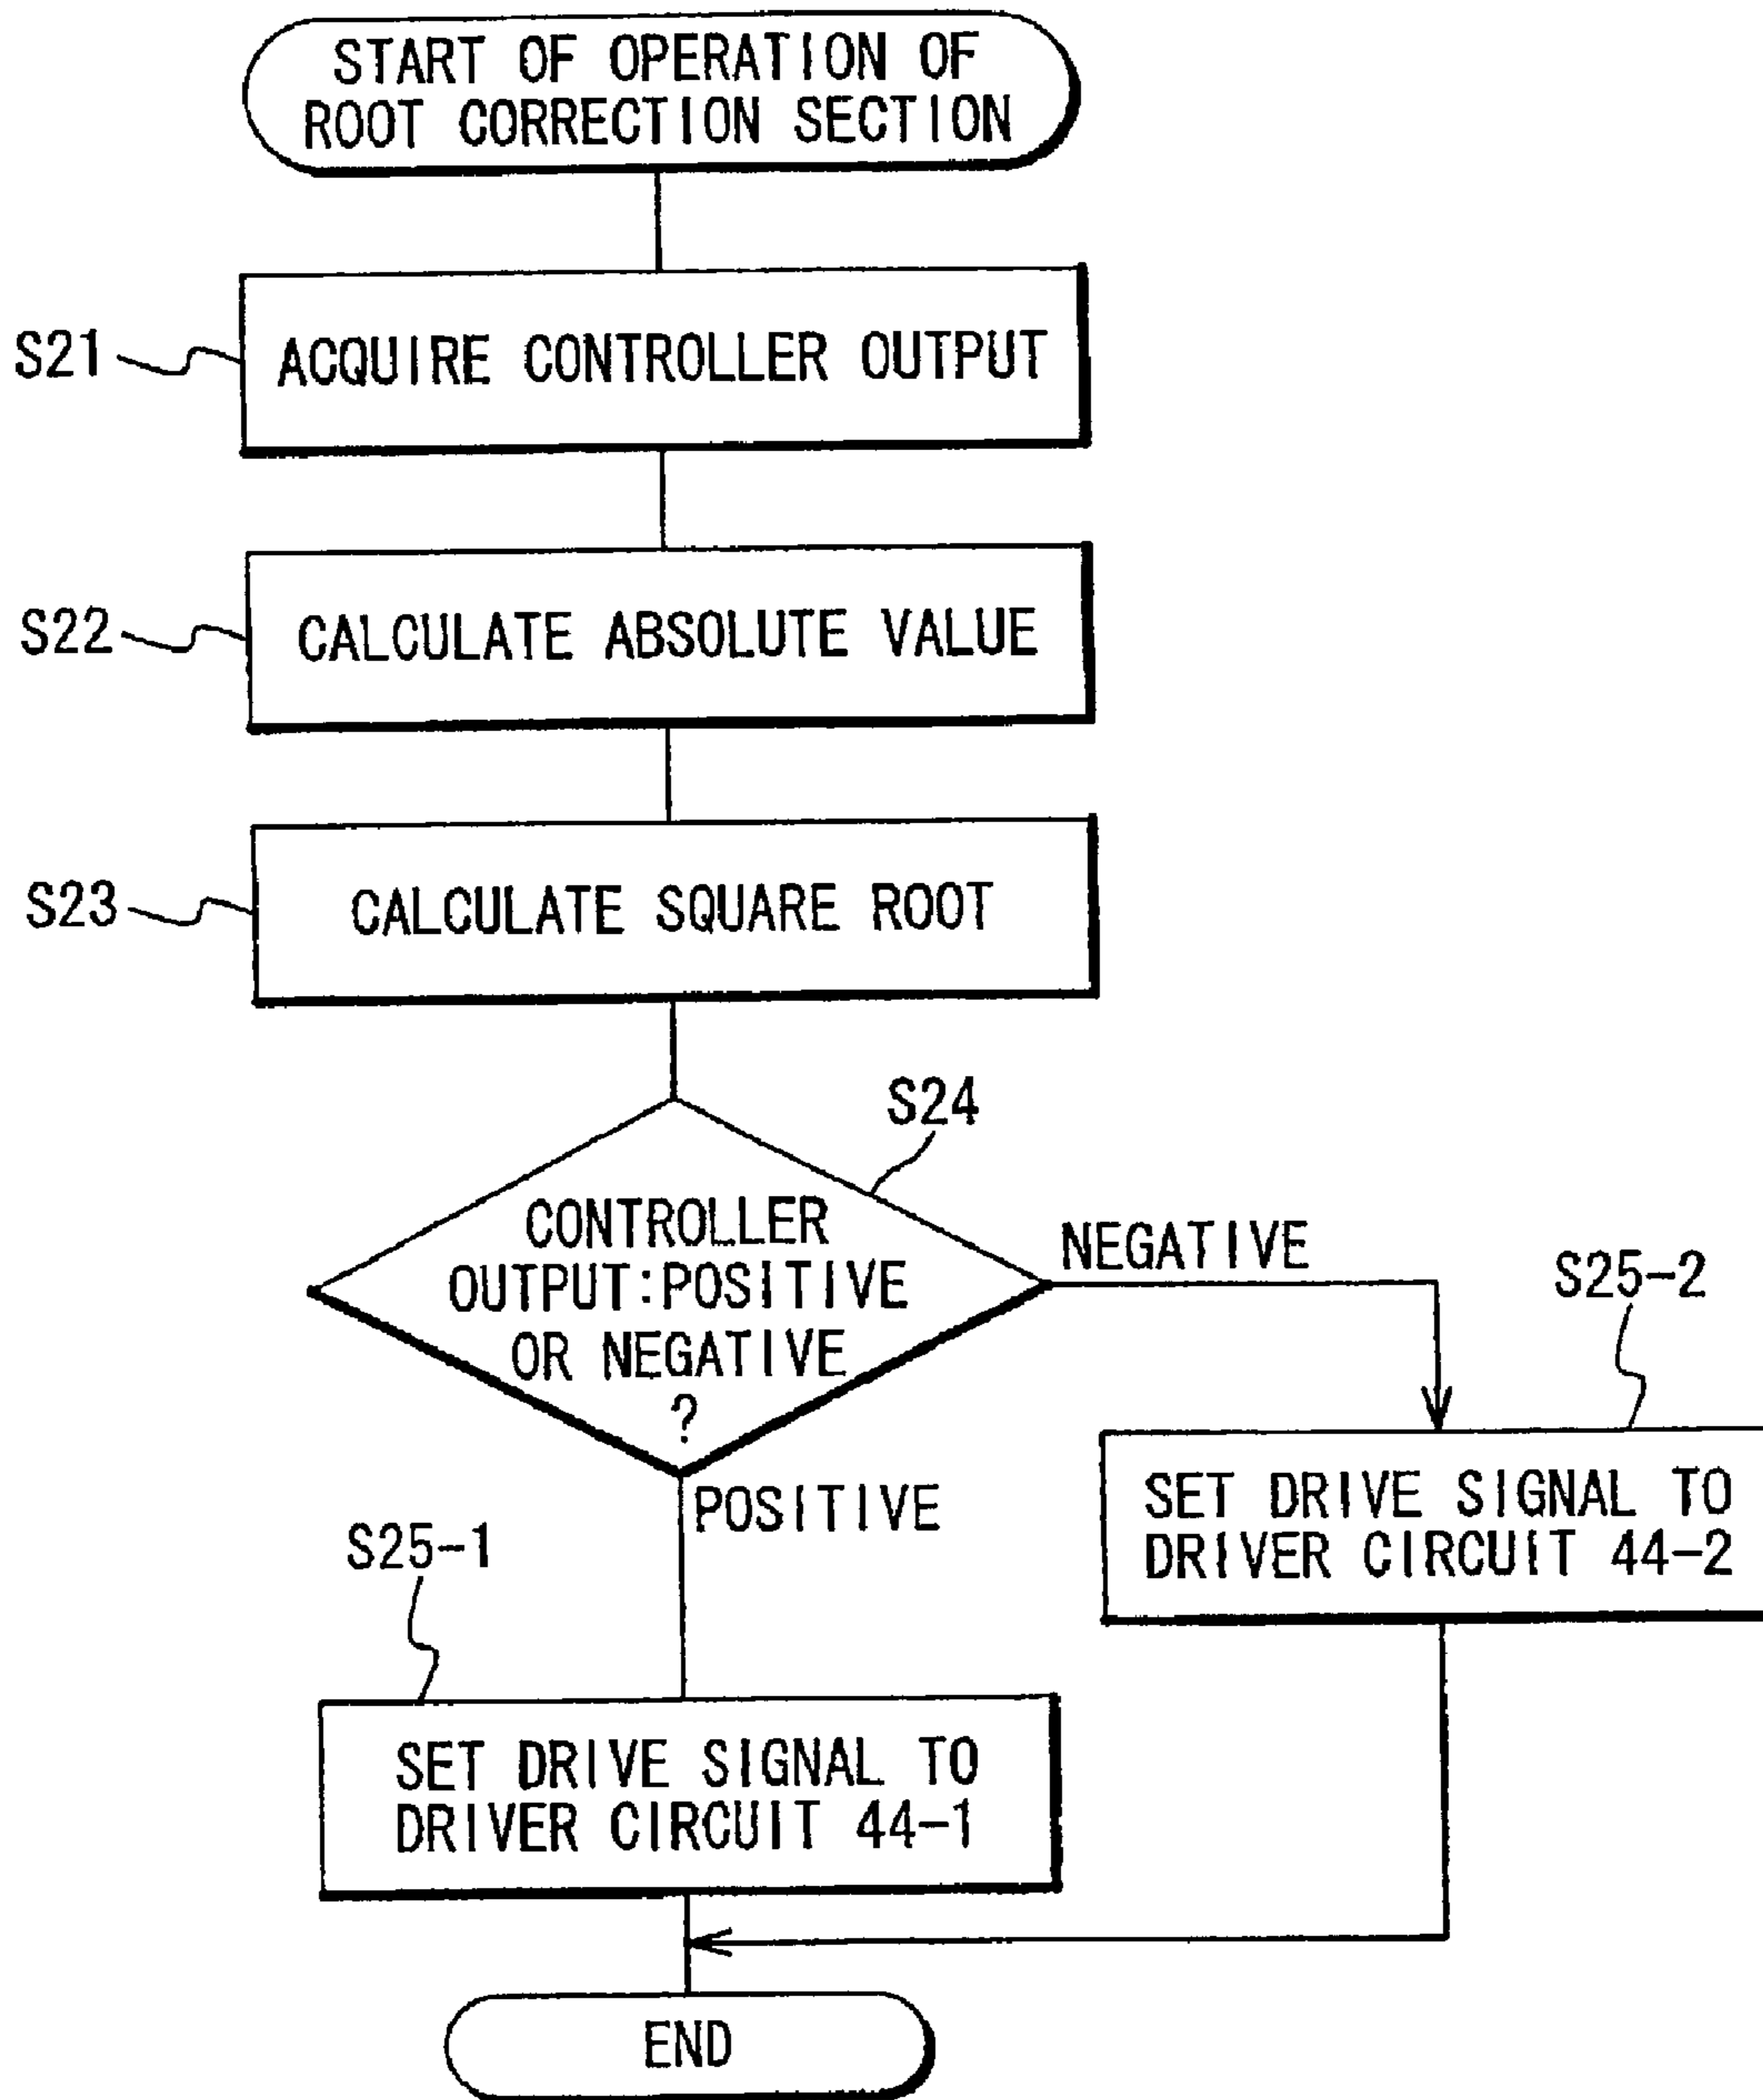 START OF OPERATION OF
ROOT CORRECTION SECTION
S21
ACQUIRE CONTROLLER OUTPUT
S22
CALCULATE ABSOLUTE VALUE
S23
CALCULATE SQUARE ROOT
S24
CONTROLLER
OUTPUT:POSITIVE
OR NEGATIVE
?
NEGATIVE
S25-2
SET DRIVE SIGNAL TO
DRIVER CIRCUIT 44-2
POSITIVE
S25-1
SET DRIVE SIGNAL TO
DRIVER CIRCUIT 44-1
END